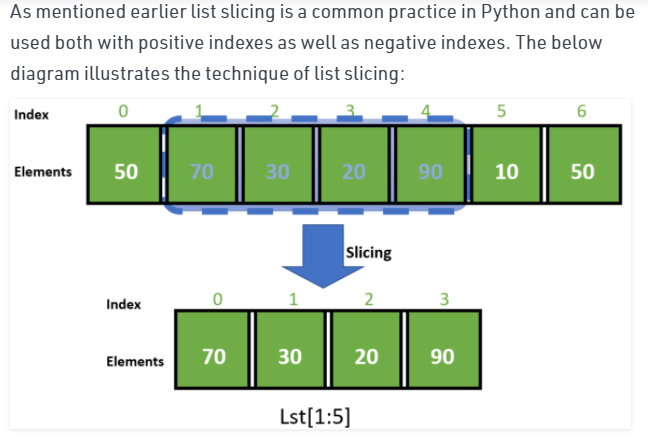 As mentioned earlier list slicing is a common practice in Python and can be
used both with positive indexes as well as negative indexes. The below
diagram illustrates the technique of list slicing:
Index 0 1 2 3 4 5 6
Elements 50 70 30 20 90 10 50
Slicing
Index 0 1 2 3
Elements 70 30 20 90
Lst[1:5]